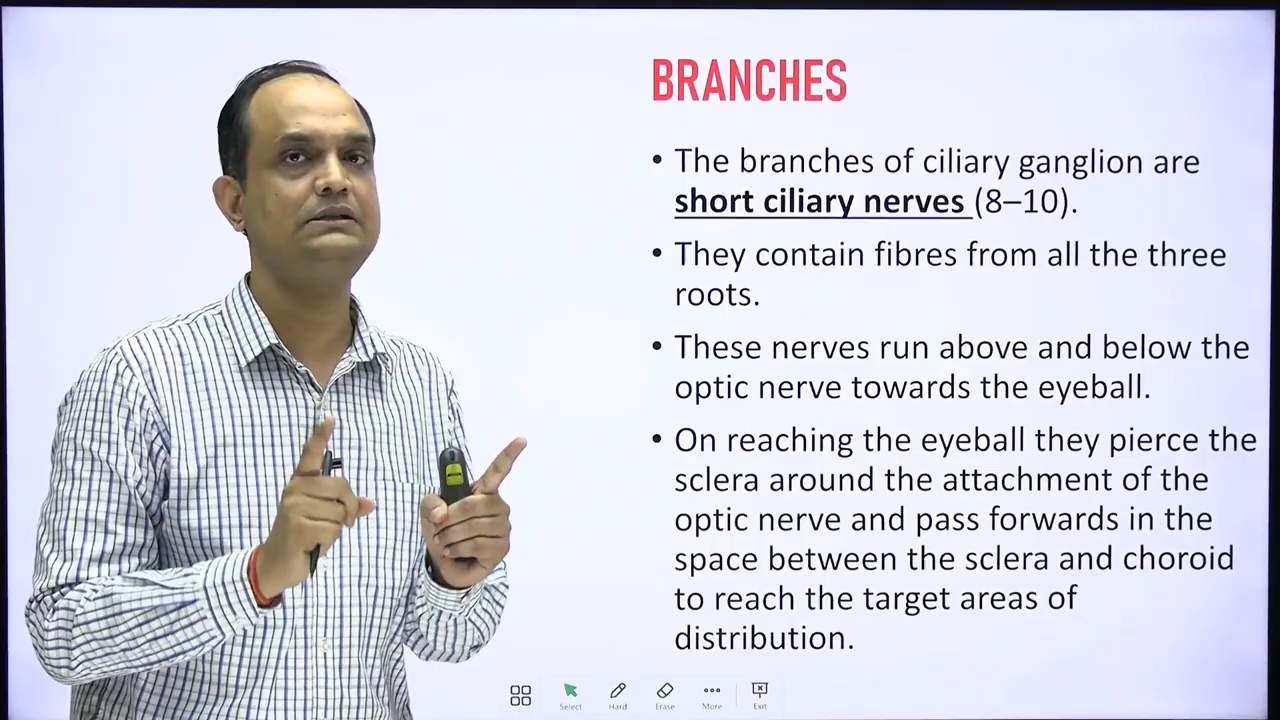 BRANCHES
• The branches of ciliary ganglion are
short ciliary nerves (8–10).
• They contain fibres from all the three
roots.
• These nerves run above and below the
optic nerve towards the eyeball.
• On reaching the eyeball they pierce the
sclera around the attachment of the
optic nerve and pass forwards in the
space between the sclera and choroid
to reach the target areas of
distribution.
Select Hard Erase More Exit